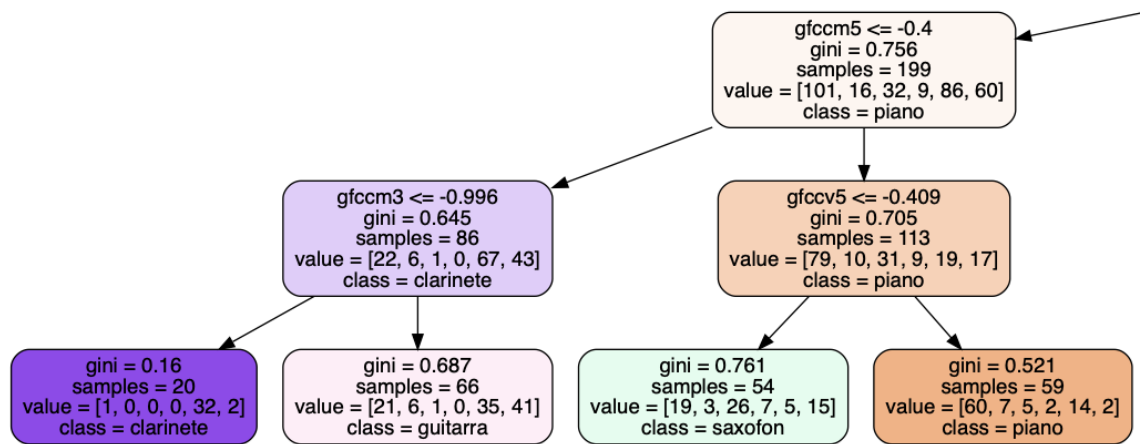 gfccm5 <= -0.4
gini = 0.756
samples = 199
value = [101, 16, 32, 9, 86, 60]
class = piano
gfccm3 <= -0.996
gini = 0.645
samples = 86
value = [22, 6, 1, 0, 67, 43]
class = clarinete
gfccv5 <= -0.409
gini = 0.705
samples = 113
value = [79, 10, 31, 9, 19, 17]
class = piano
gini = 0.16
samples = 20
value = [1, 0, 0, 0, 32, 2]
class = clarinete
gini = 0.687
samples = 66
value = [21, 6, 1, 0, 35, 41]
class = guitarra
gini = 0.761
samples = 54
value = [19, 3, 26, 7, 5, 15]
class = saxofon
gini = 0.521
samples = 59
value = [60, 7, 5, 2, 14, 2]
class = piano